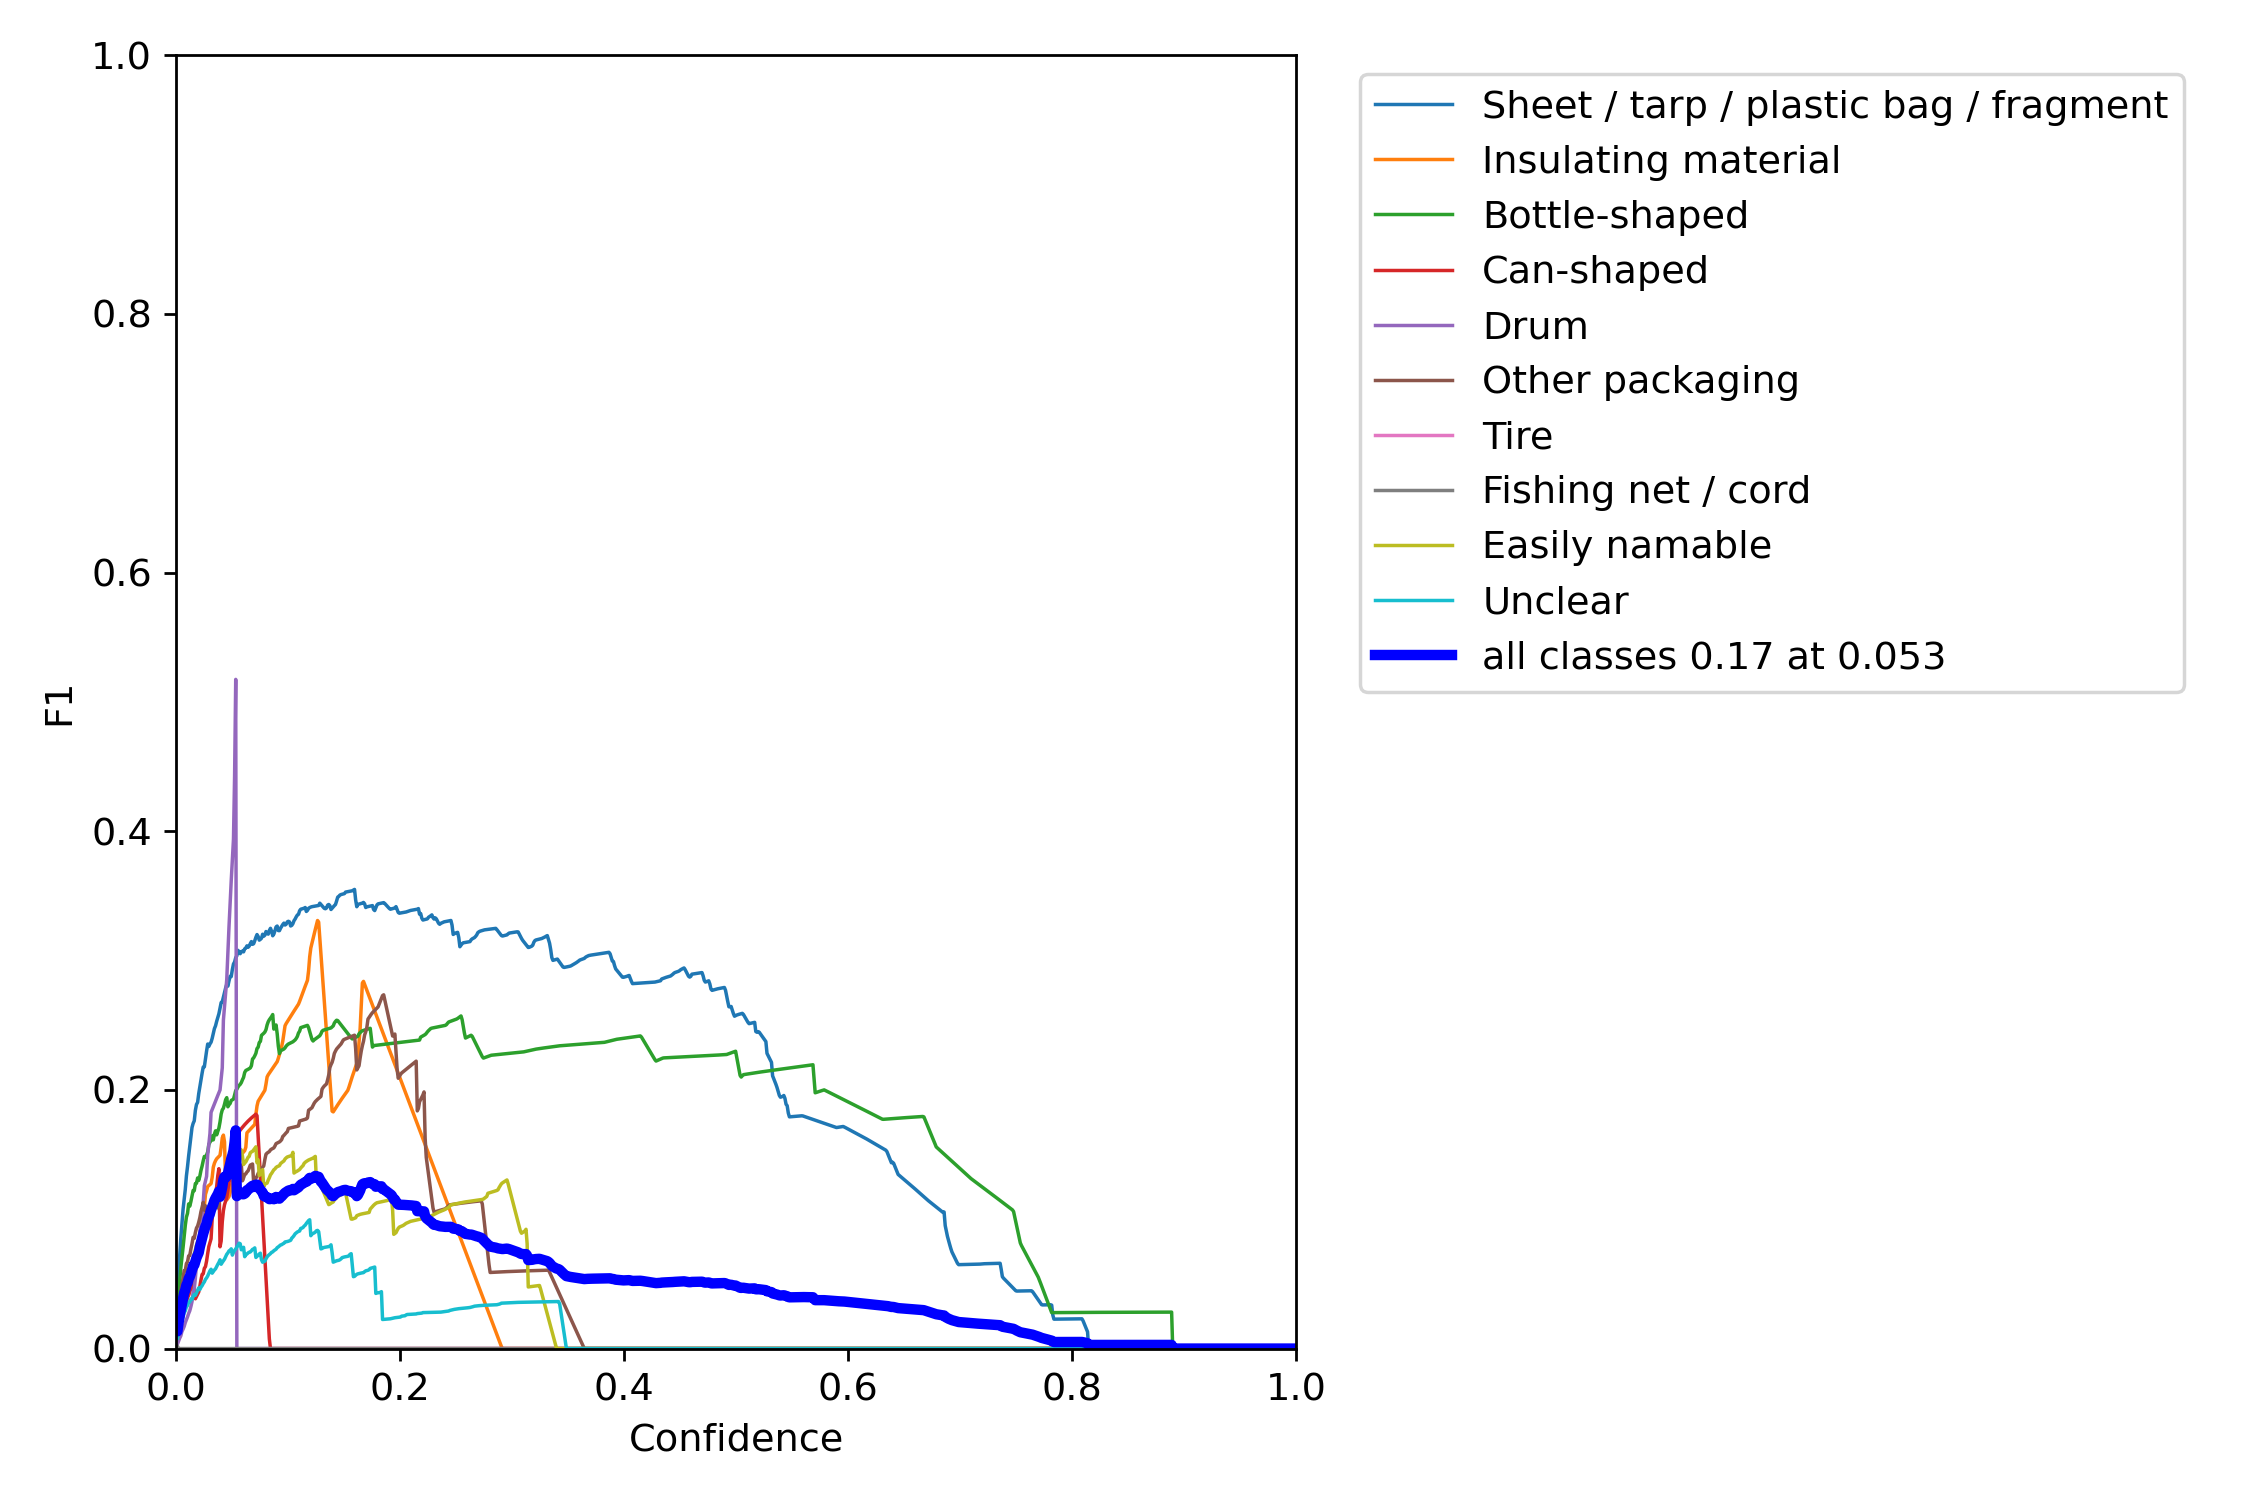 1.0
0.8
0.6
0.4
0.2
0.0
F1
0.0 0.2 0.4 0.6 0.8 1.0
Confidence
Sheet / tarp / plastic bag / fragment
Insulating material
Bottle-shaped
Can-shaped
Drum
Other packaging
Tire
Fishing net / cord
Easily namable
Unclear
all classes 0.17 at 0.053